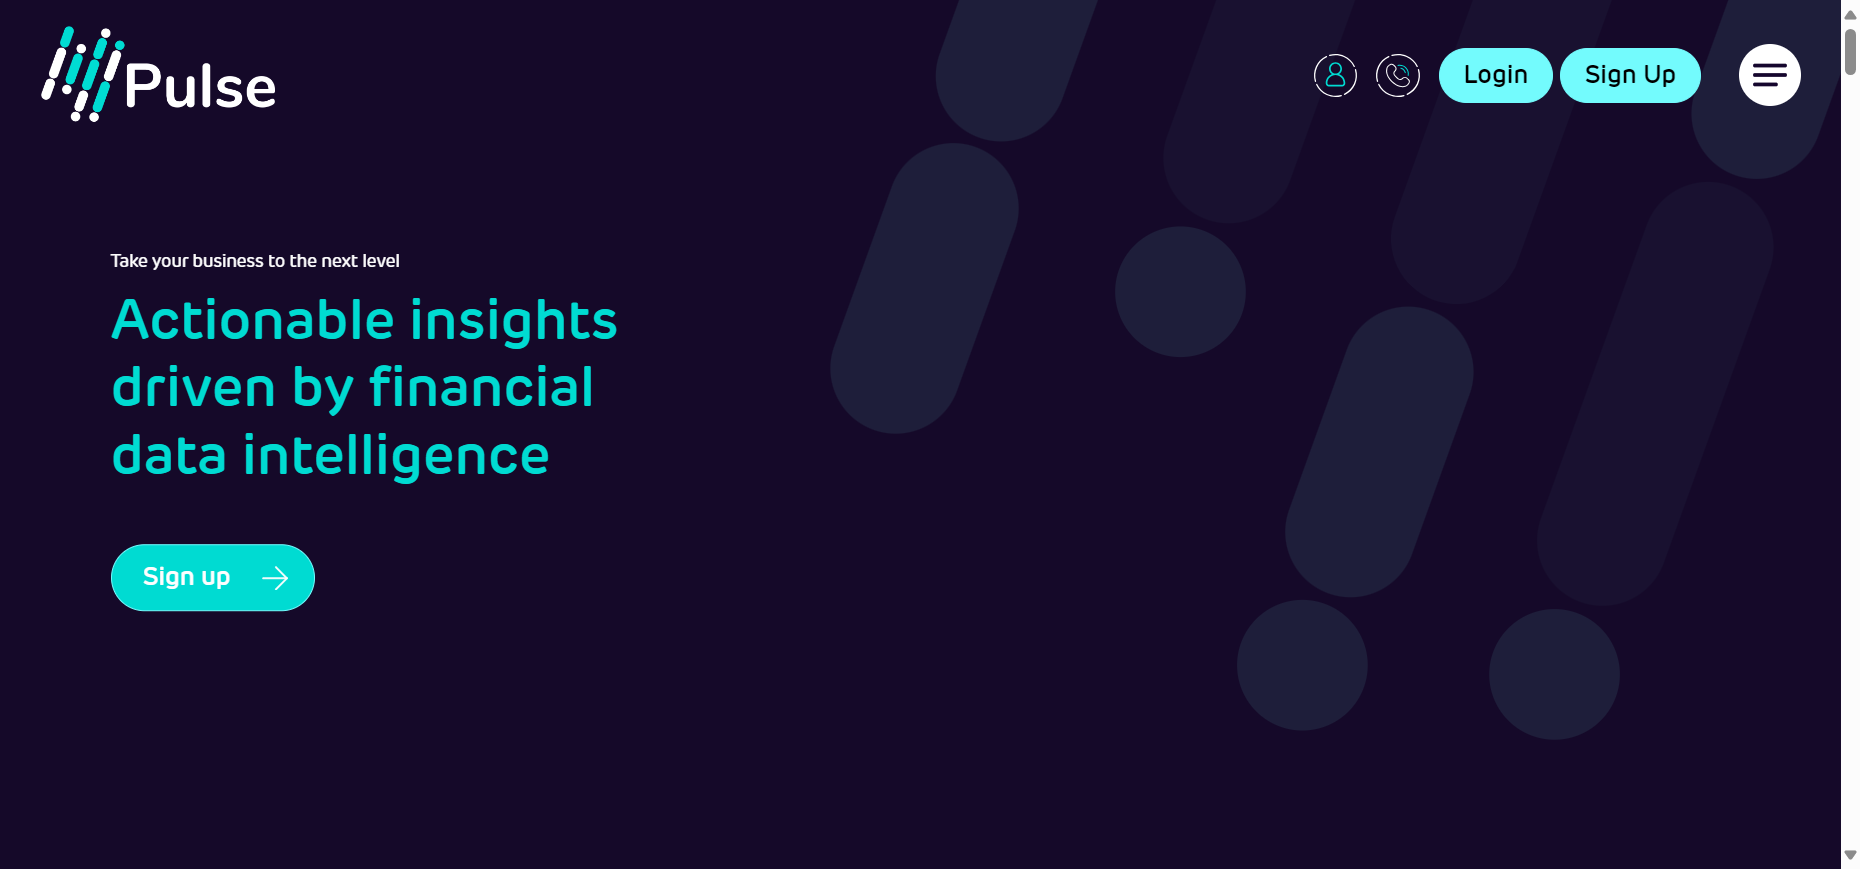 Pulse
Login
Sign Up
Take your business to the next level
Actionable insights
driven by financial
data intelligence
Sign up